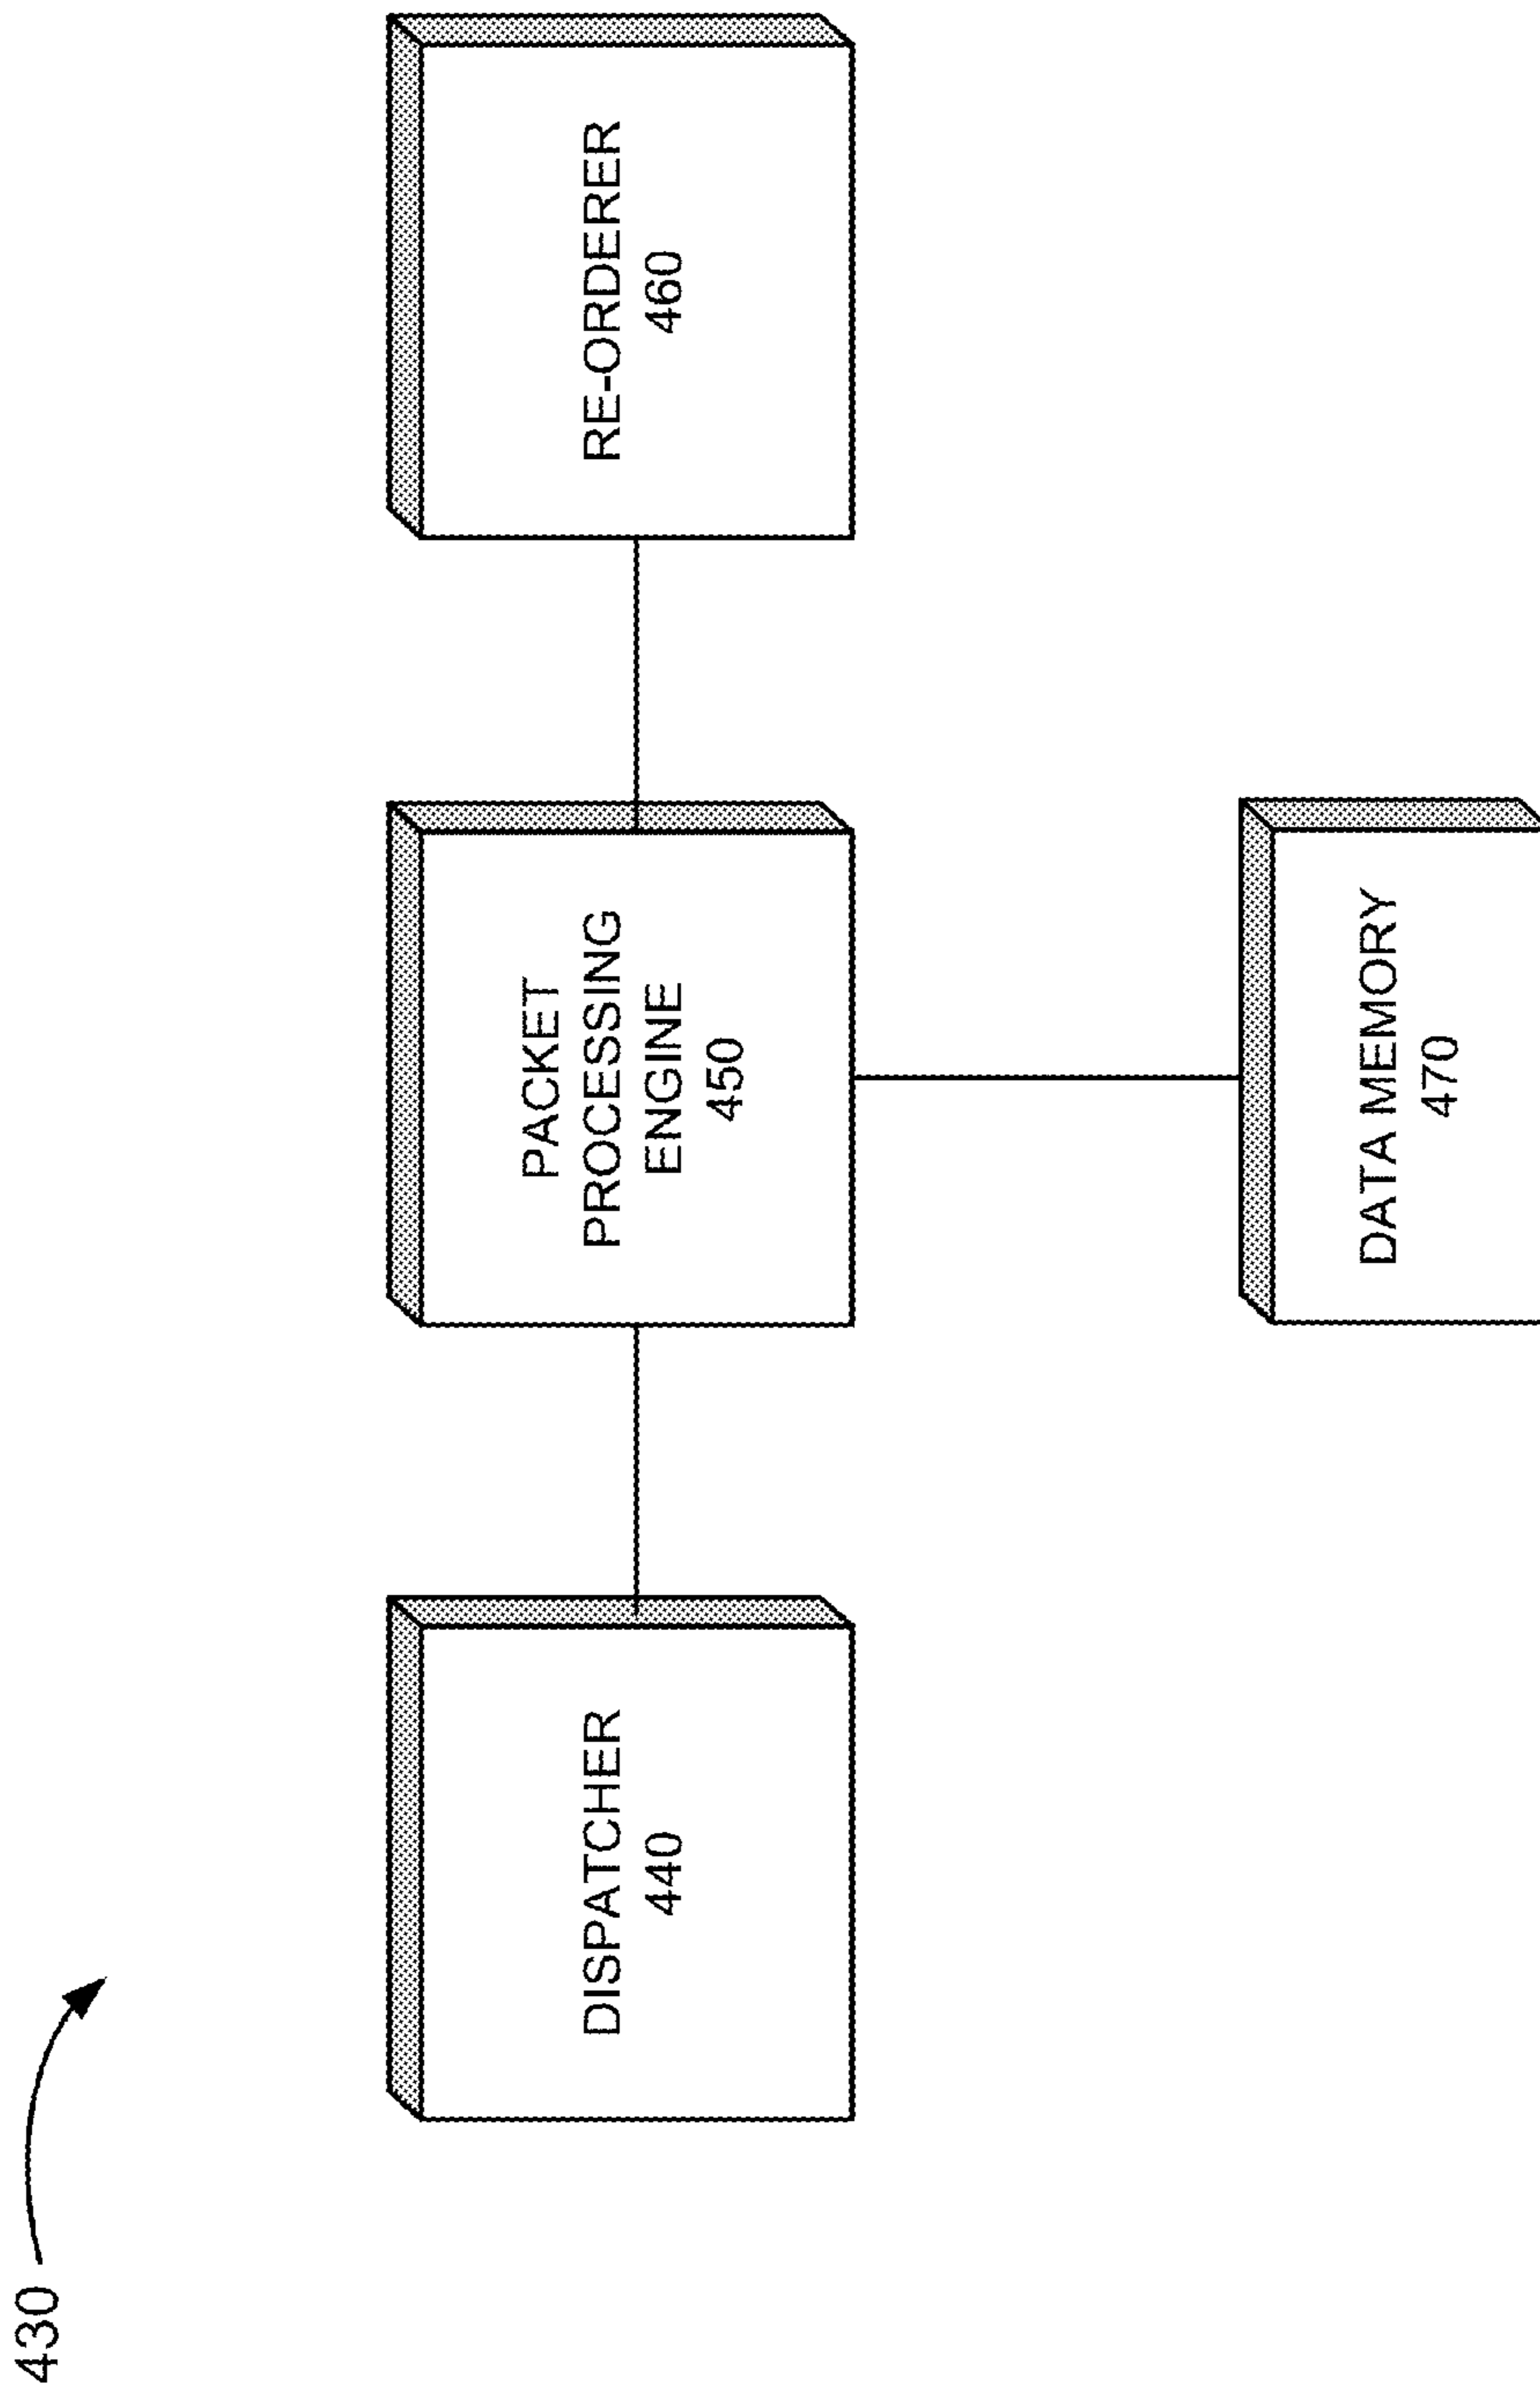 430
DISPATCHER
440
PACKET
PROCESSING
ENGINE
450
RE-ORDERER
460
DATA MEMORY
470